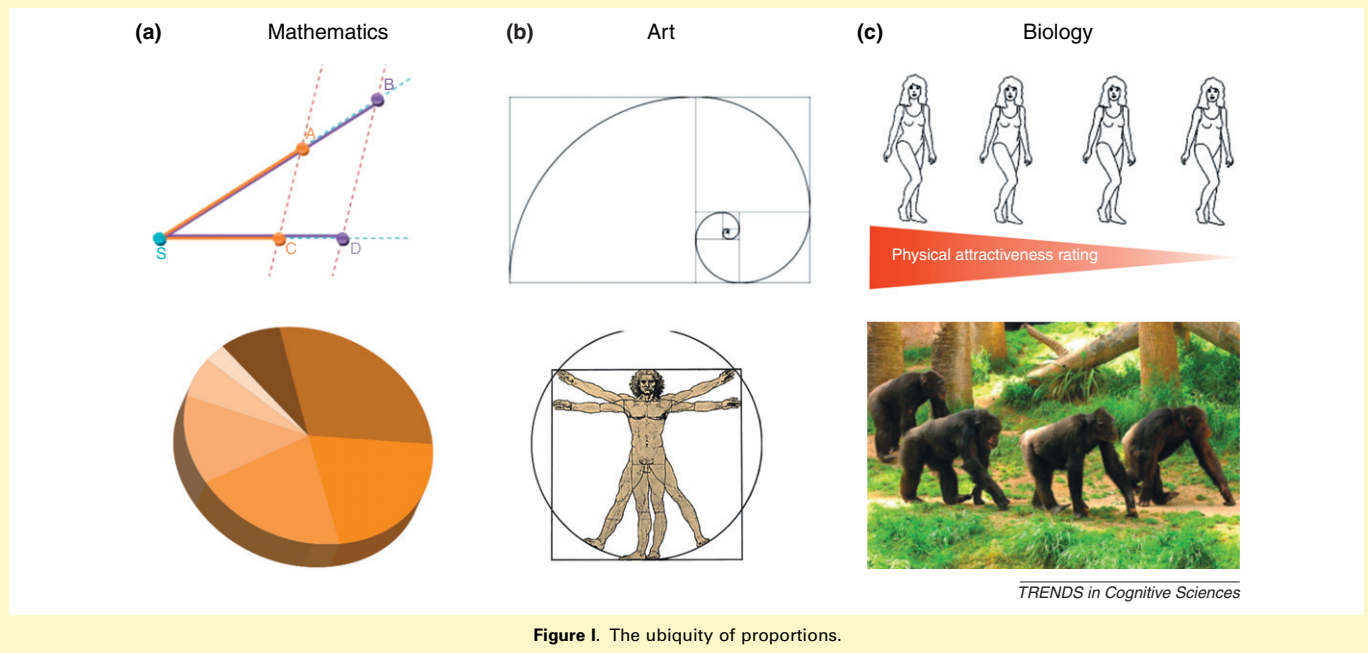 (a) Mathematics
(b) Art
(c) Biology
B
A
S
C
D
Physical attractiveness rating
TRENDS in Cognitive Sciences
Figure I. The ubiquity of proportions.